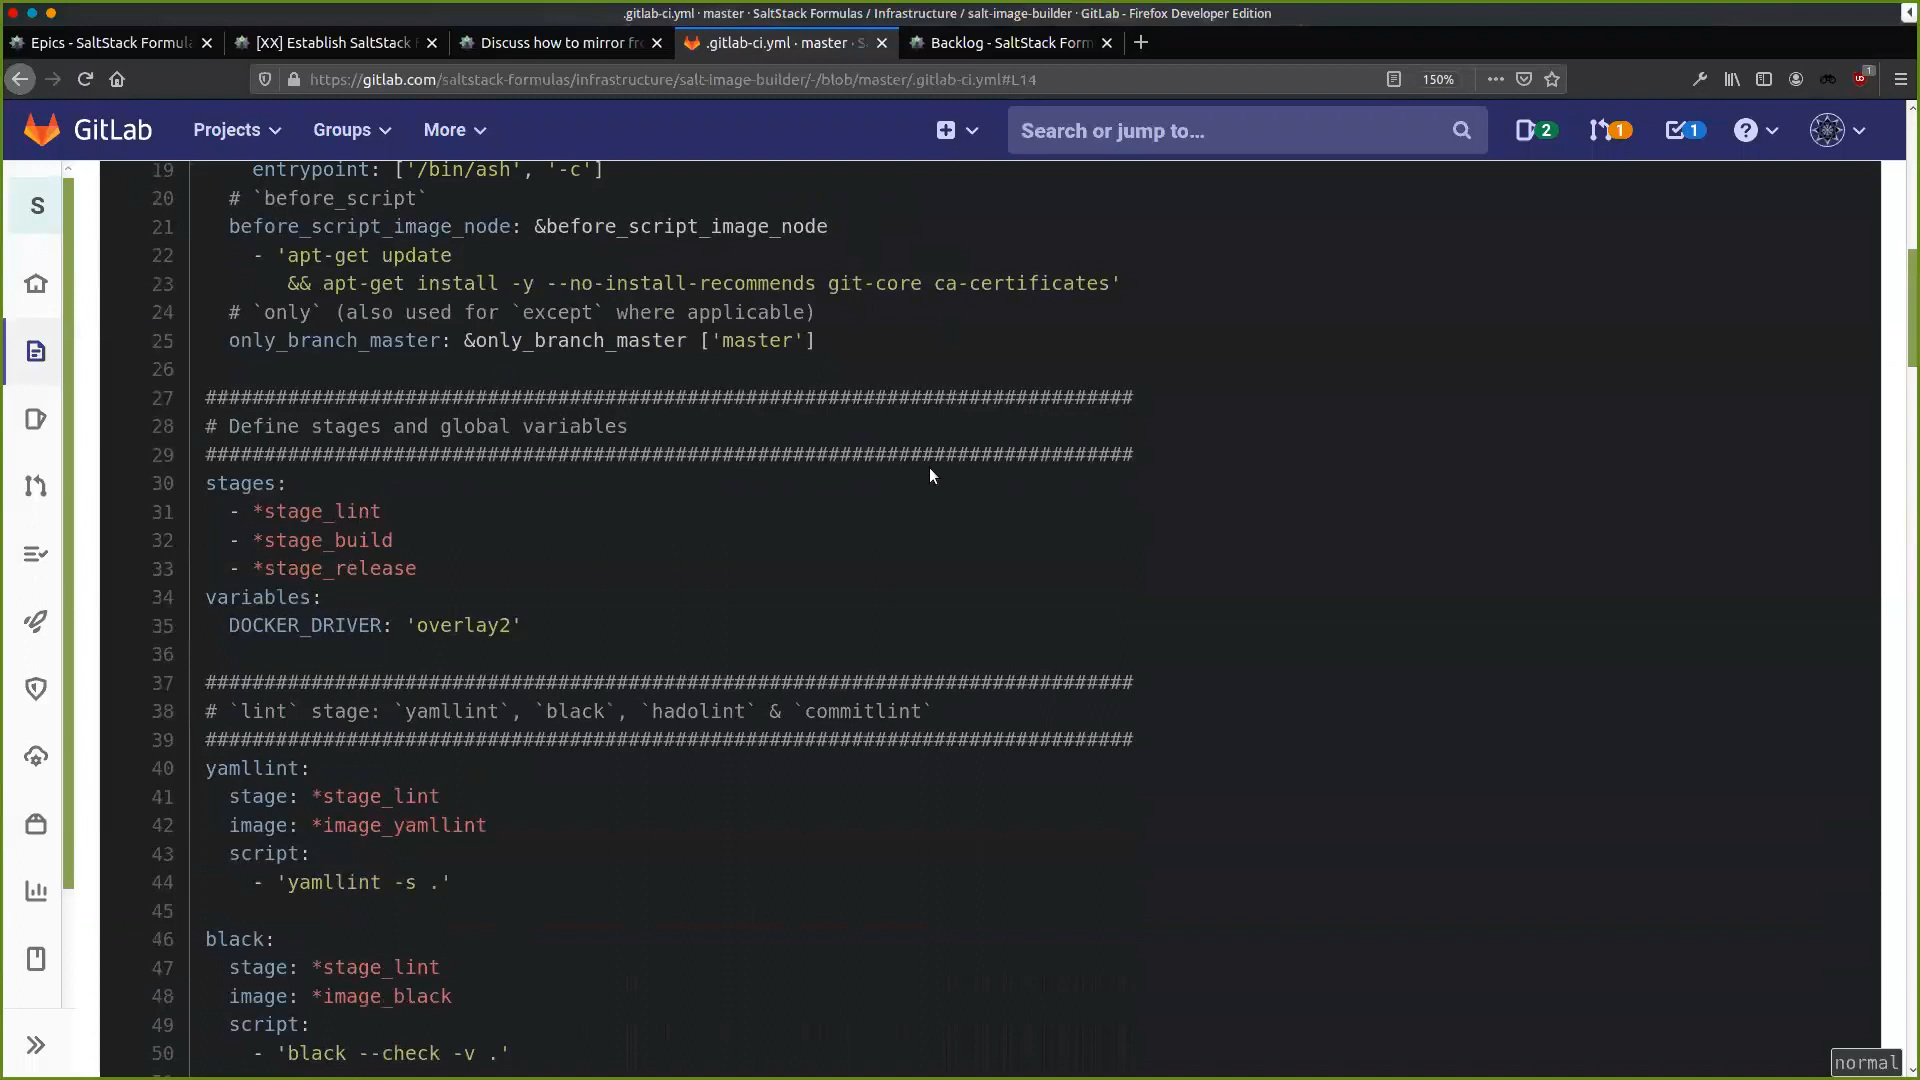 .gitlab-ci.yml · master · SaltStack Formulas / Infrastructure / salt-image-builder · GitLab - Firefox Developer Edition
Epics - SaltStack Formula
[XX] Establish SaltStack F
Discuss how to mirror fr
.gitlab-ci.yml · master · S
Backlog - SaltStack Form
https://gitlab.com/saltstack-formulas/infrastructure/salt-image-builder/-/blob/master/.gitlab-ci.yml#L14
150%
1
GitLab
Projects
Groups
More
Search or jump to...
2
1
1
S
19 entrypoint: ['/bin/ash', '-c']
20 # `before_script`
21 before_script_image_node: &before_script_image_node
22 - 'apt-get update
23 && apt-get install -y --no-install-recommends git-core ca-certificates'
24 # `only` (also used for `except` where applicable)
25 only_branch_master: &only_branch_master ['master']
26
27 ###############################################################################
28 # Define stages and global variables
29 ###############################################################################
30 stages:
31 - *stage_lint
32 - *stage_build
33 - *stage_release
34 variables:
35 DOCKER_DRIVER: 'overlay2'
36
37 ###############################################################################
38 # `lint` stage: `yamllint`, `black`, `hadolint` & `commitlint`
39 ###############################################################################
40 yamllint:
41 stage: *stage_lint
42 image: *image_yamllint
43 script:
44 - 'yamllint -s .'
45
46 black:
47 stage: *stage_lint
48 image: *image_black
49 script:
50 - 'black --check -v .'
normal